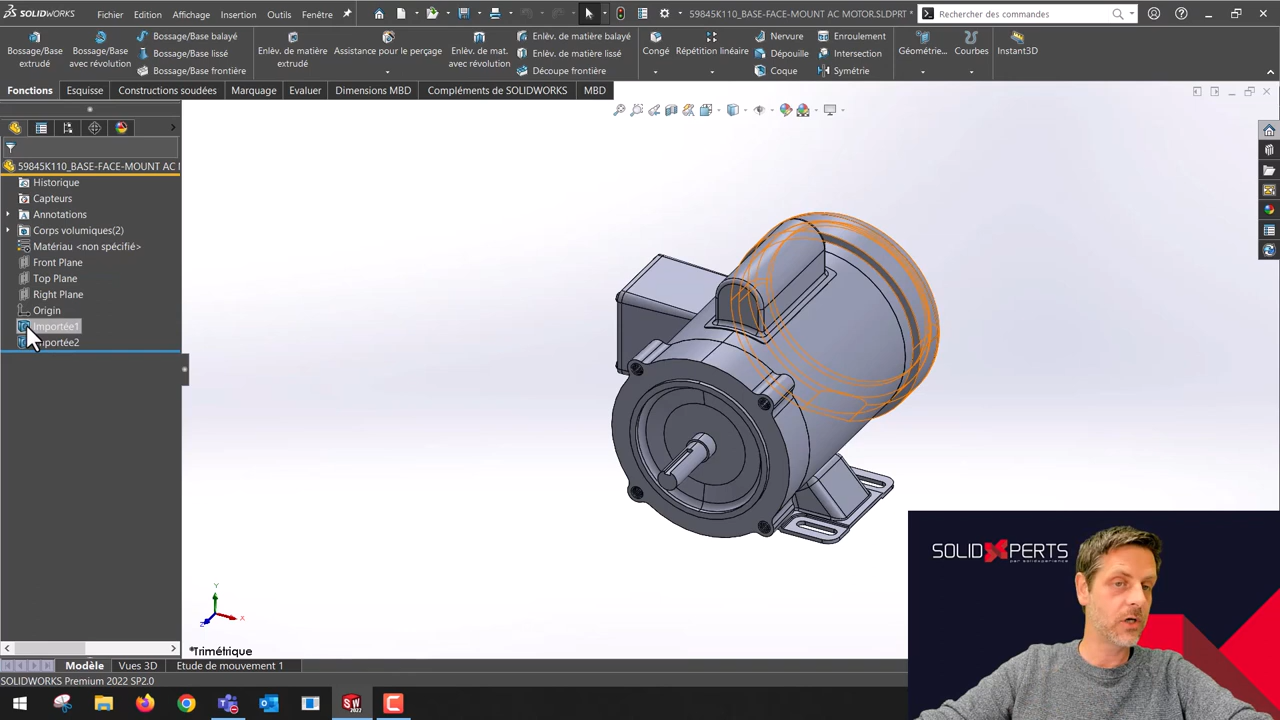 SOLIDWORKS
Fichier Edition Affichage Insertion Outils Fenêtre
59845K110_BASE-FACE-MOUNT AC MOTOR.SLDPRT *
Rechercher des commandes
Bossage/Base extrudé
Bossage/Base avec révolution
Bossage/Base balayé
Bossage/Base lissé
Bossage/Base frontière
Enlèv. de matière extrudé
Assistance pour le perçage
Enlèv. de mat. avec révolution
Enlèv. de matière balayé
Enlèv. de matière lissé
Découpe frontière
Congé
Répétition linéaire
Nervure
Dépouille
Coque
Enroulement
Intersection
Symétrie
Géométrie...
Courbes
Instant3D
Fonctions Esquisse Constructions soudées Marquage Evaluer Dimensions MBD Compléments de SOLIDWORKS MBD
59845K110_BASE-FACE-MOUNT AC
Historique
Capteurs
Annotations
Corps volumiques(2)
Matériau <non spécifié>
Front Plane
Top Plane
Right Plane
Origin
Importée1
mportée2
Y
X
Z
*Trimétrique
Modèle Vues 3D Etude de mouvement 1
SOLIDWORKS Premium 2022 SP2.0
SW
2022
SOLIDXPERTS
par solidxperience